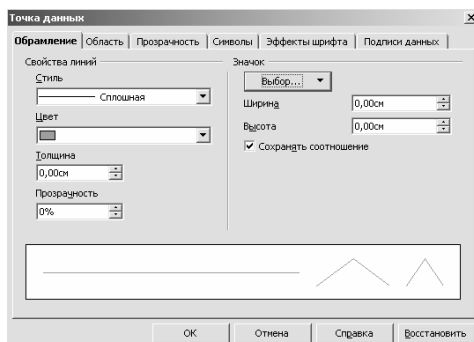 Точка данных
Обрамление Область Прозрачность Символы Эффекты шрифта Подписи данных
Свойства линий
Стиль
Сплошная
Цвет
Толщина
0,00см
Прозрачность
0%
Значок
Выбор...
Ширина
0,00см
Высота
0,00см
Сохранять соотношение
ОК Отмена Справка Восстановить